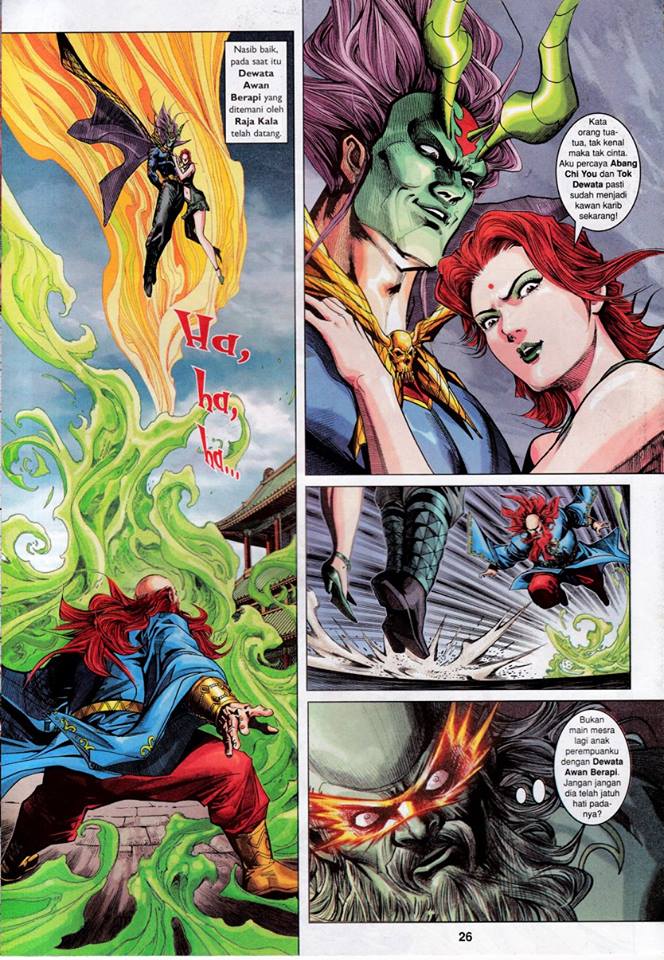 Nasib baik,
pada saat itu
Dewata
Awan
Berapi yang
ditemani oleh
Raja Kala
telah datang.
Ha,
ha,
ha...
Kata
orang tua-
tua, tak kenal
maka tak cinta.
Aku percaya Abang
Chi You dan Tok
Dewata pasti
sudah menjadi
kawan karib
sekarang!
Bukan
main mesra
lagi anak
perempuanku
dengan Dewata
Awan Berapi.
Jangan jangan
dia telah jatuh
hati pada-
nya?
26